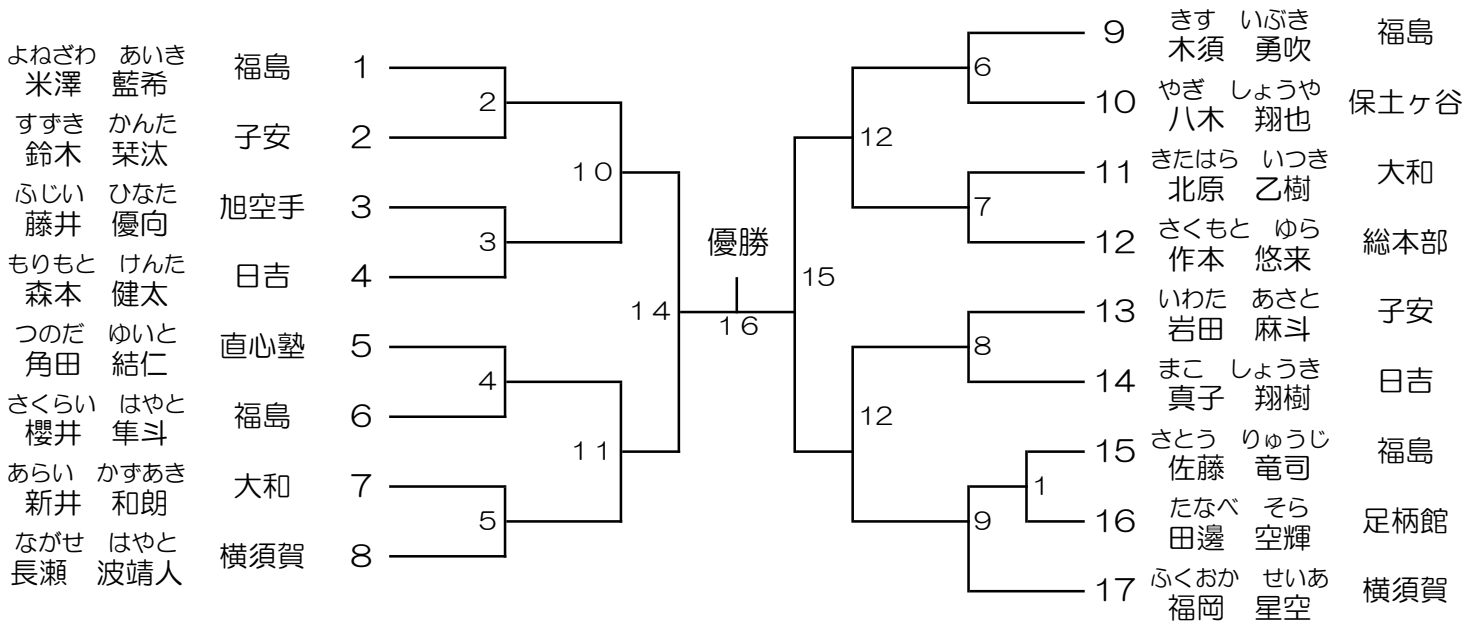 よねざわ　あいき
米澤　藍希　福島　1
2
すずき　かんた
鈴木　栞汰　子安　2
10
ふじい　ひなた
藤井　優向　旭空手　3
3
もりもと　けんた
森本　健太　日吉　4
14
つのだ　ゆいと
角田　結仁　直心塾　5
4
さくらい　はやと
櫻井　隼斗　福島　6
11
あらい　かずあき
新井　和朗　大和　7
5
ながせ　はやと
長瀬　波靖人　横須賀　8
優勝
16
15
きす　いぶき
9　木須　勇吹　福島
6
やぎ　しょうや
10　八木　翔也　保土ヶ谷
12
きたはら　いつき
11　北原　乙樹　大和
7
さくもと　ゆら
12　作本　悠来　総本部
いわた　あさと
13　岩田　麻斗　子安
8
まこ　しょうき
14　真子　翔樹　日吉
12
さとう　りゅうじ
15　佐藤　竜司　福島
1
9
たなべ　そら
16　田邊　空輝　足柄館
ふくおか　せいあ
17　福岡　星空　横須賀